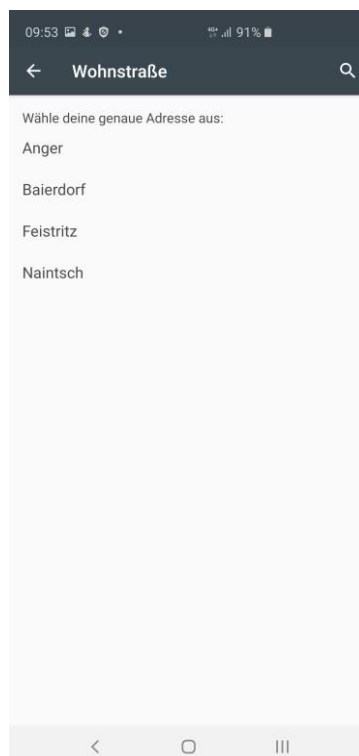 09:53 91%
Wohnstraße
Wähle deine genaue Adresse aus:
Anger
Baierdorf
Feistritz
Naintsch